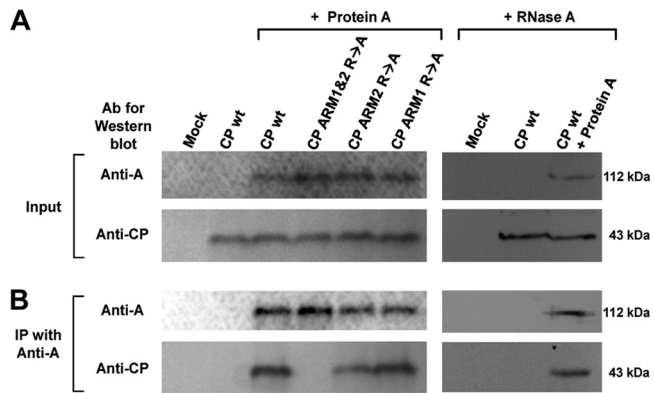 A
+ Protein A
+ RNase A
Ab for
Western
blot
Mock
CP wt
CP wt
CP ARM1&2 R→A
CP ARM2 R→A
CP ARM1 R→A
Mock
CP wt
CP wt
+ Protein A
Input
Anti-A
112 kDa
Anti-CP
43 kDa
B
IP with
Anti-A
Anti-A
112 kDa
Anti-CP
43 kDa